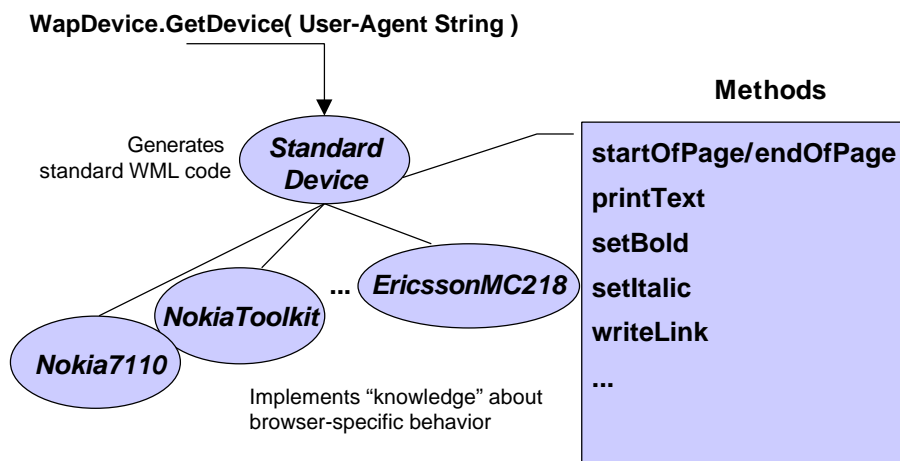 WapDevice.GetDevice( User-Agent String )
Generates
standard WML code
Standard
Device
Nokia7110
NokiaToolkit
...
EricssonMC218
Implements “knowledge” about
browser-specific behavior
Methods
startOfPage/endOfPage
printText
setBold
setItalic
writeLink
...